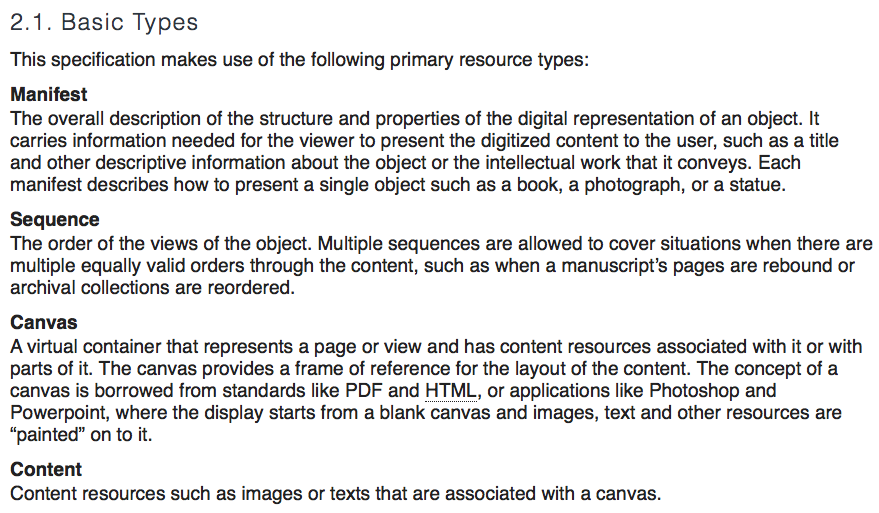 2.1. Basic Types
This specification makes use of the following primary resource types:
Manifest
The overall description of the structure and properties of the digital representation of an object. It
carries information needed for the viewer to present the digitized content to the user, such as a title
and other descriptive information about the object or the intellectual work that it conveys. Each
manifest describes how to present a single object such as a book, a photograph, or a statue.
Sequence
The order of the views of the object. Multiple sequences are allowed to cover situations when there are
multiple equally valid orders through the content, such as when a manuscript’s pages are rebound or
archival collections are reordered.
Canvas
A virtual container that represents a page or view and has content resources associated with it or with
parts of it. The canvas provides a frame of reference for the layout of the content. The concept of a
canvas is borrowed from standards like PDF and HTML, or applications like Photoshop and
Powerpoint, where the display starts from a blank canvas and images, text and other resources are
“painted” on to it.
Content
Content resources such as images or texts that are associated with a canvas.